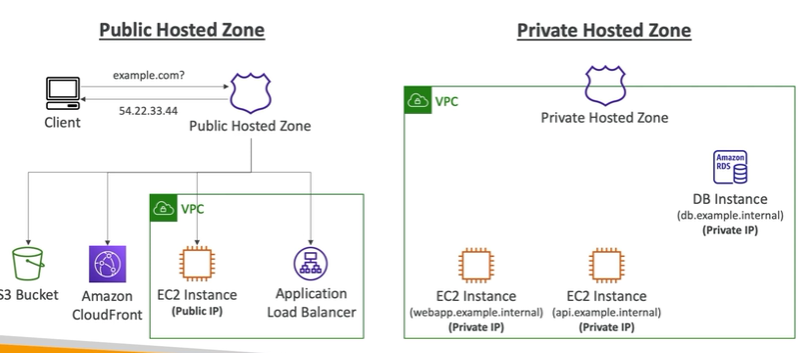 Public Hosted Zone
example.com?
54.22.33.44
Client
Public Hosted Zone
VPC
S3 Bucket
Amazon
CloudFront
EC2 Instance
(Public IP)
Application
Load Balancer
Private Hosted Zone
VPC
Private Hosted Zone
Amazon
RDS
DB Instance
(db.example.internal)
(Private IP)
EC2 Instance
(webapp.example.internal)
(Private IP)
EC2 Instance
(api.example.internal)
(Private IP)